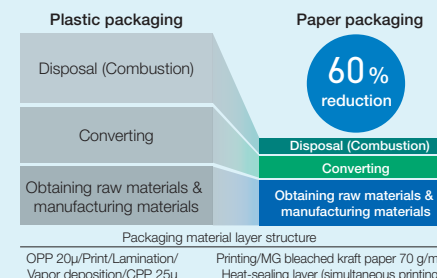 Plastic packaging
Paper packaging
Disposal (Combustion)
60%
reduction
Converting
Disposal (Combustion)
Converting
Obtaining raw materials &
manufacturing materials
Obtaining raw materials &
manufacturing materials
Packaging material layer structure
OPP 20μ/Print/Lamination/
Vapor deposition/CPP 25μ
Printing/MG bleached kraft paper 70 g/m
Heat-sealing layer (simultaneous printing